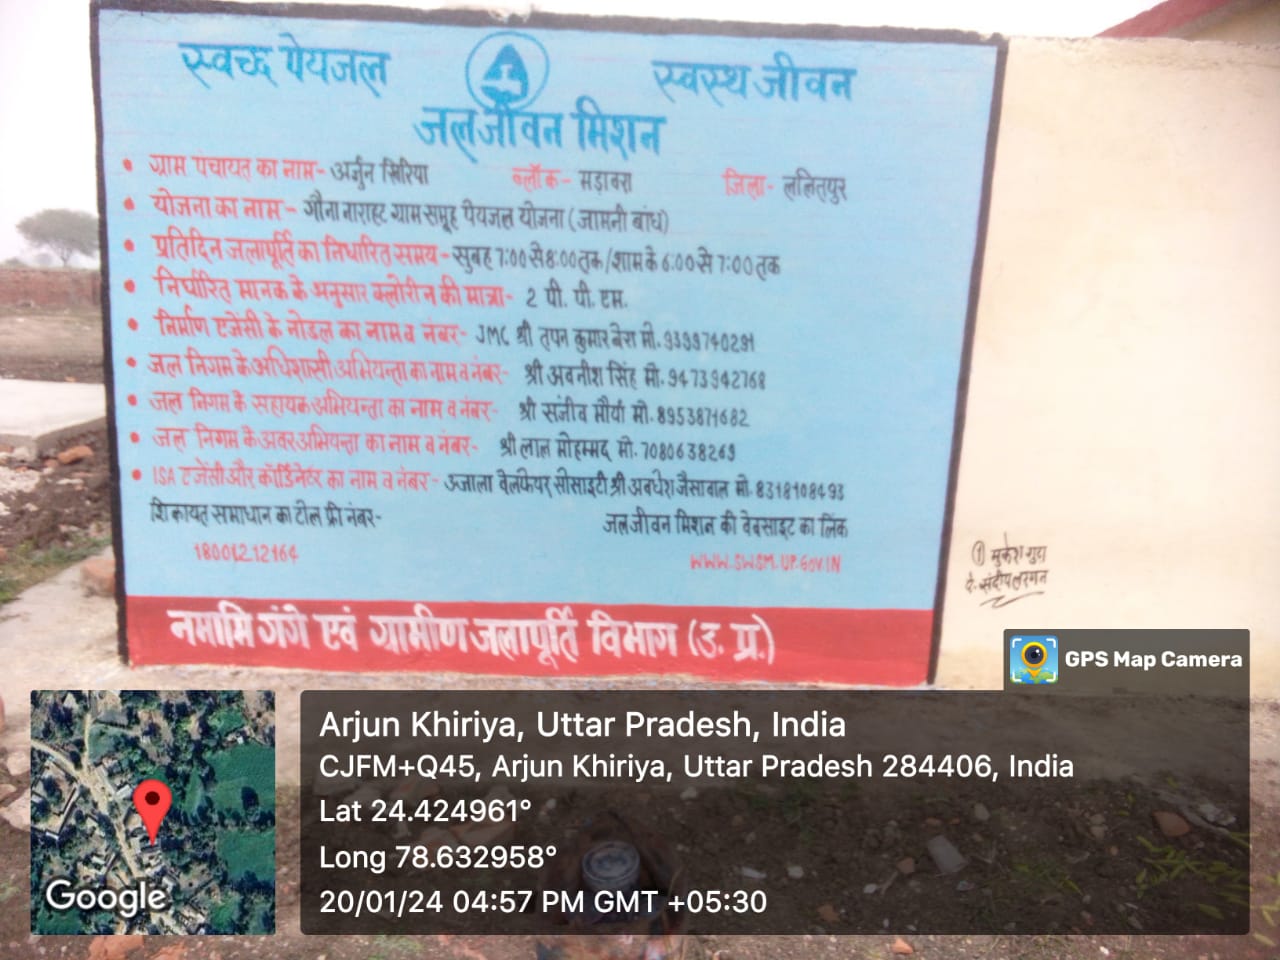 स्वच्छ पेयजल स्वस्थ जीवन
जल जीवन मिशन
• ग्राम पंचायत का नाम- अर्जुन खिरिया ब्लॉक- मड़ावरा जिला- ललितपुर
• योजना का नाम- गौना नाराहट ग्राम समूह पेयजल योजना (जामनी बांध)
• प्रतिदिन जलापूर्ति का निर्धारित समय- सुबह 7:00 से 8:00 तक/शाम के 6:00 से 7:00 तक
• निर्धारित मानक के अनुसार क्लोरीन की मात्रा- 2 पी. पी. एम.
• निर्माण एजेंसी के नोडल का नाम व नंबर- JMC श्री तपन कुमार बेरा मो. 9399740291
• जल निगम के अधिशासी अभियन्ता का नाम व नंबर- श्री अवनीश सिंह मो. 9473942768
• जल निगम के सहायक अभियन्ता का नाम व नंबर- श्री संजीव मौर्या मो. 8953871682
• जल निगम के अवर अभियन्ता का नाम व नंबर- श्री लाल मोहम्मद मो. 7080638269
• ISA एजेंसी और कॉर्डिनेटर का नाम व नंबर- उजाला वेलफेयर सोसाइटी श्री अवधेश जैसवाल मो. 8318108493
शिकायत समाधान का टोल फ्री नंबर- जल जीवन मिशन की वेबसाइट का लिंक
18001212164 WWW.SWSM.UP.GOV.IN
नमामि गंगे एवं ग्रामीण जलापूर्ति विभाग (उ. प्र.)
① मुकेश
GPS Map Camera
Google
Arjun Khiriya, Uttar Pradesh, India
CJFM+Q45, Arjun Khiriya, Uttar Pradesh 284406, India
Lat 24.424961°
Long 78.632958°
20/01/24 04:57 PM GMT +05:30